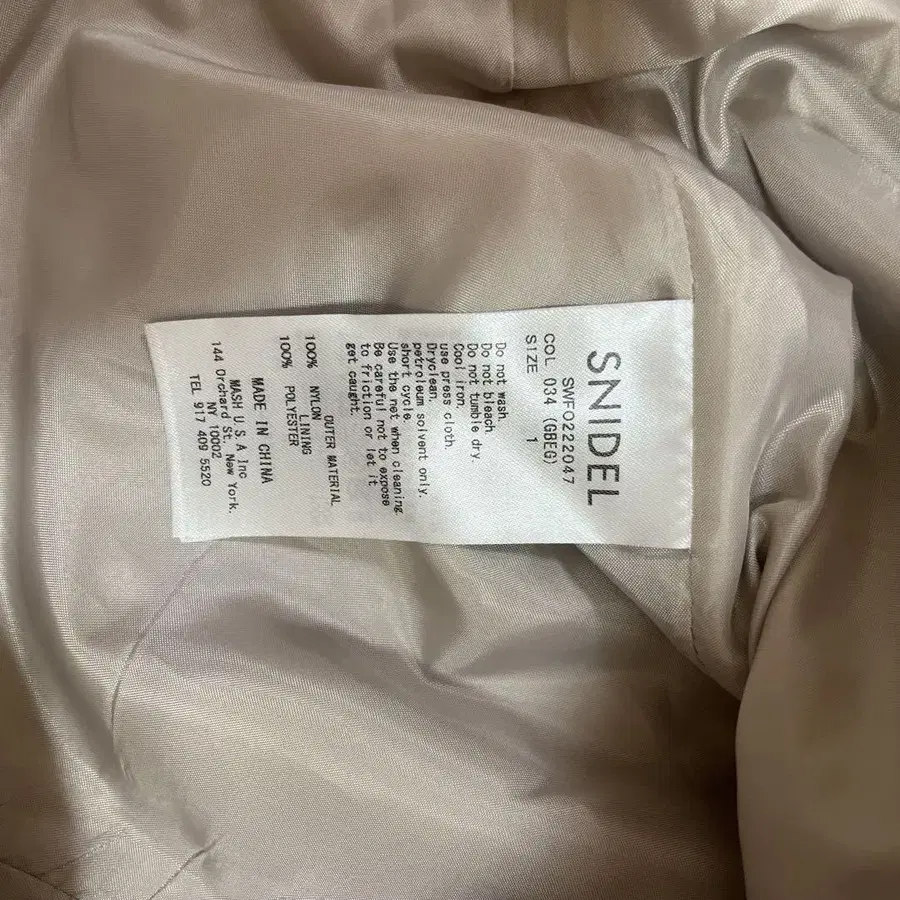 SNIDEL
SWFO222047
COL 034 (GBEG)
SIZE 1
Do not wash.
Do not bleach.
Do not tumble dry.
Cool iron.
use press cloth.
Dryclean.
petroleum solvent only.
short cycle.
Use the net when cleaning
Be careful not to expose
to friction or let it
get caught.
OUTER MATERIAL
100% NYLON
LINING
100% POLYESTER
MADE IN CHINA
MASH U.S.A Inc
144 Orchard St. New York.
NY 10002
TEL 917 409 5520